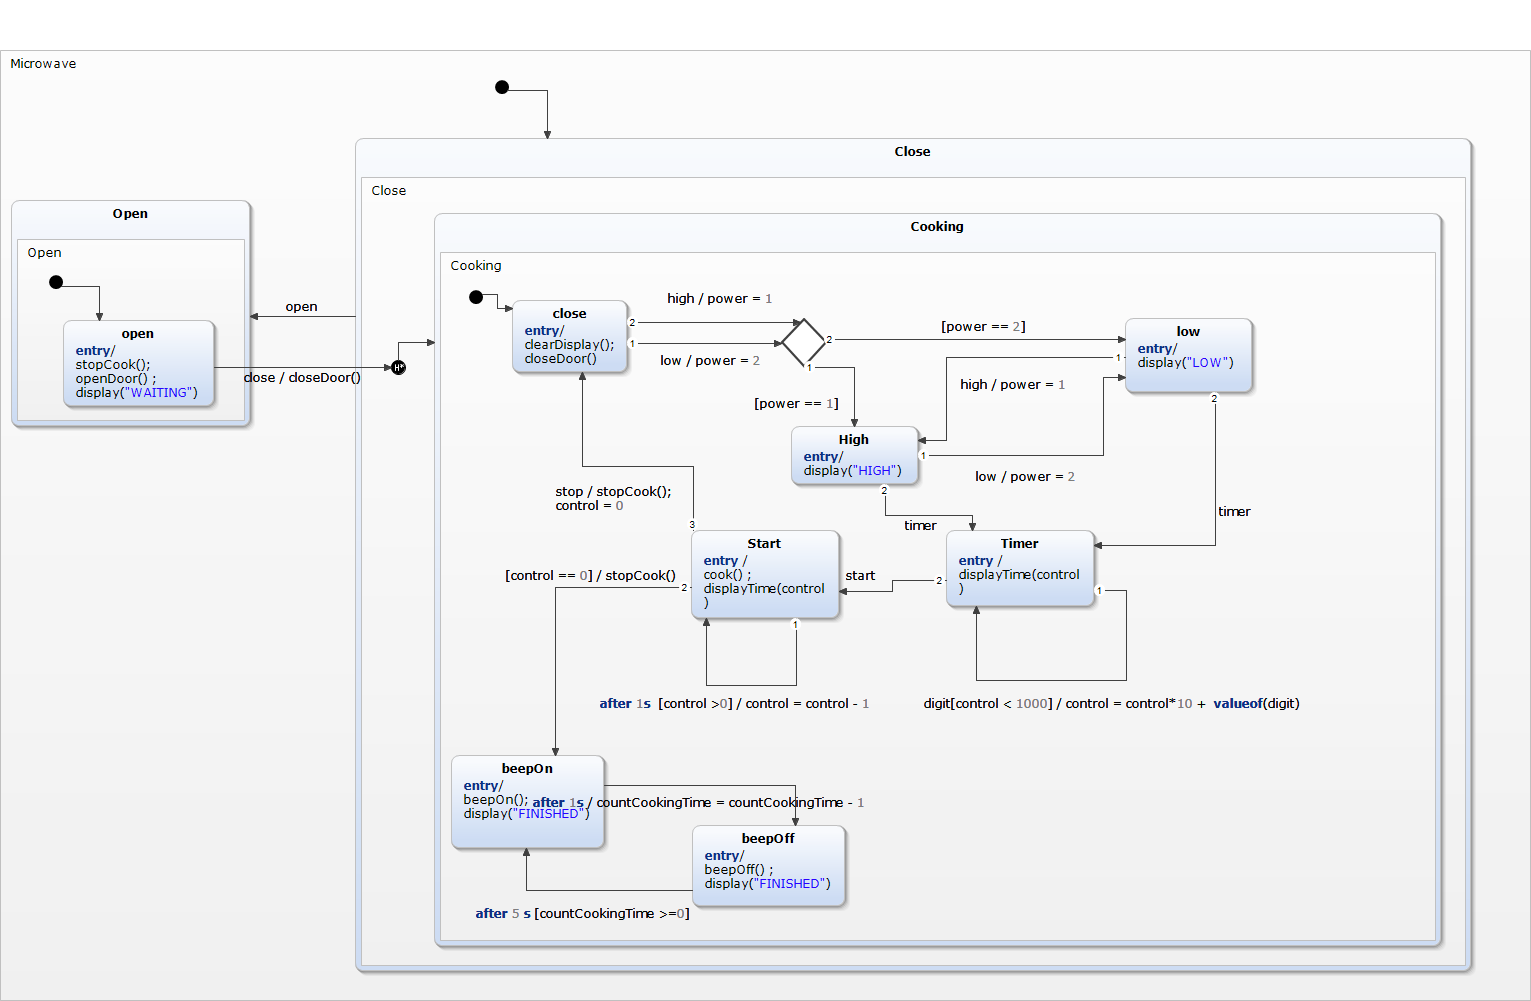 Microwave
Close
Close
Open
Open
open
entry/
stopCook();
openDoor() ;
display("WAITING")
open
close / closeDoor()
H*
Cooking
Cooking
close
entry/
clearDisplay();
closeDoor()
2
high / power = 1
1
low / power = 2
2
[power == 2]
1
[power == 1]
low
entry/
display("LOW")
1
high / power = 1
2
High
entry/
display("HIGH")
1
low / power = 2
2
timer
timer
stop / stopCook();
control = 0
3
Start
entry /
cook() ;
displayTime(control
)
[control == 0] / stopCook()
2
start
2
Timer
entry /
displayTime(control
)
1
1
after 1s [control >0] / control = control - 1
digit[control < 1000] / control = control*10 + valueof(digit)
beepOn
entry/
beepOn();
display("FINISHED")
after 1s / countCookingTime = countCookingTime - 1
beepOff
entry/
beepOff() ;
display("FINISHED")
after 5 s [countCookingTime >=0]